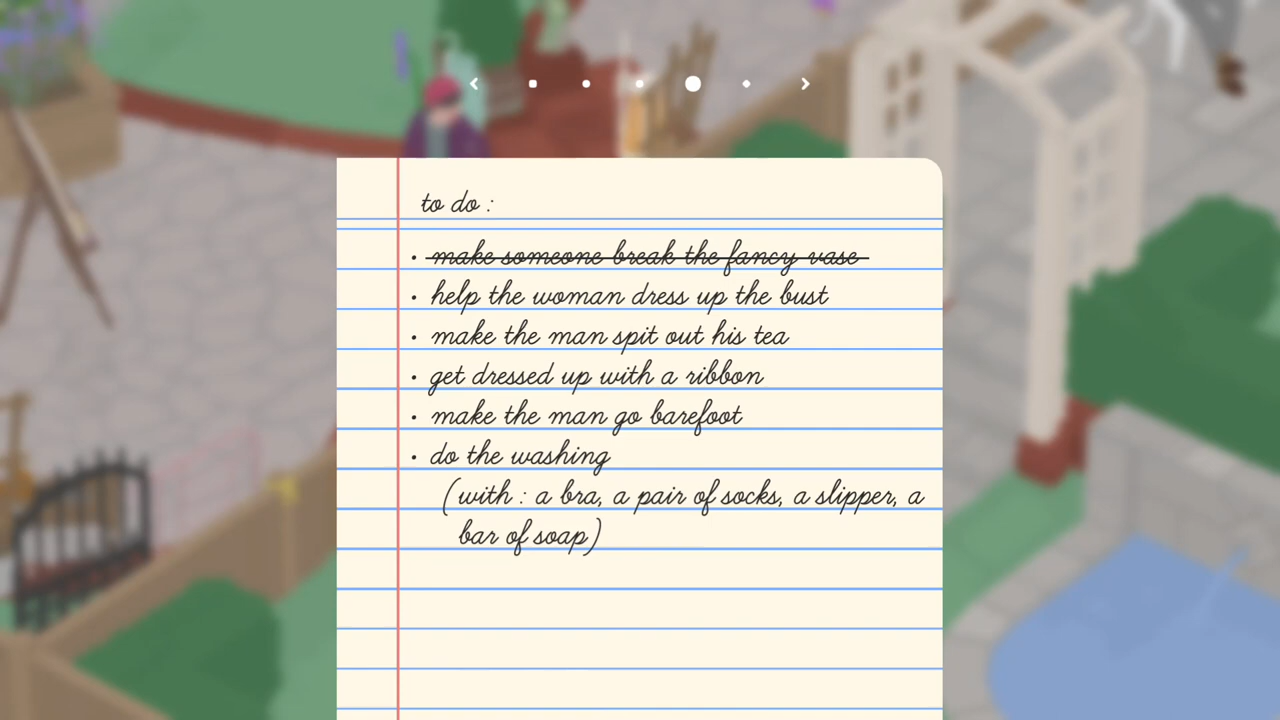 to do :
• make someone break the fancy vase
• help the woman dress up the bust
• make the man spit out his tea
• get dressed up with a ribbon
• make the man go barefoot
• do the washing
(with : a bra, a pair of socks, a slipper, a
bar of soap)